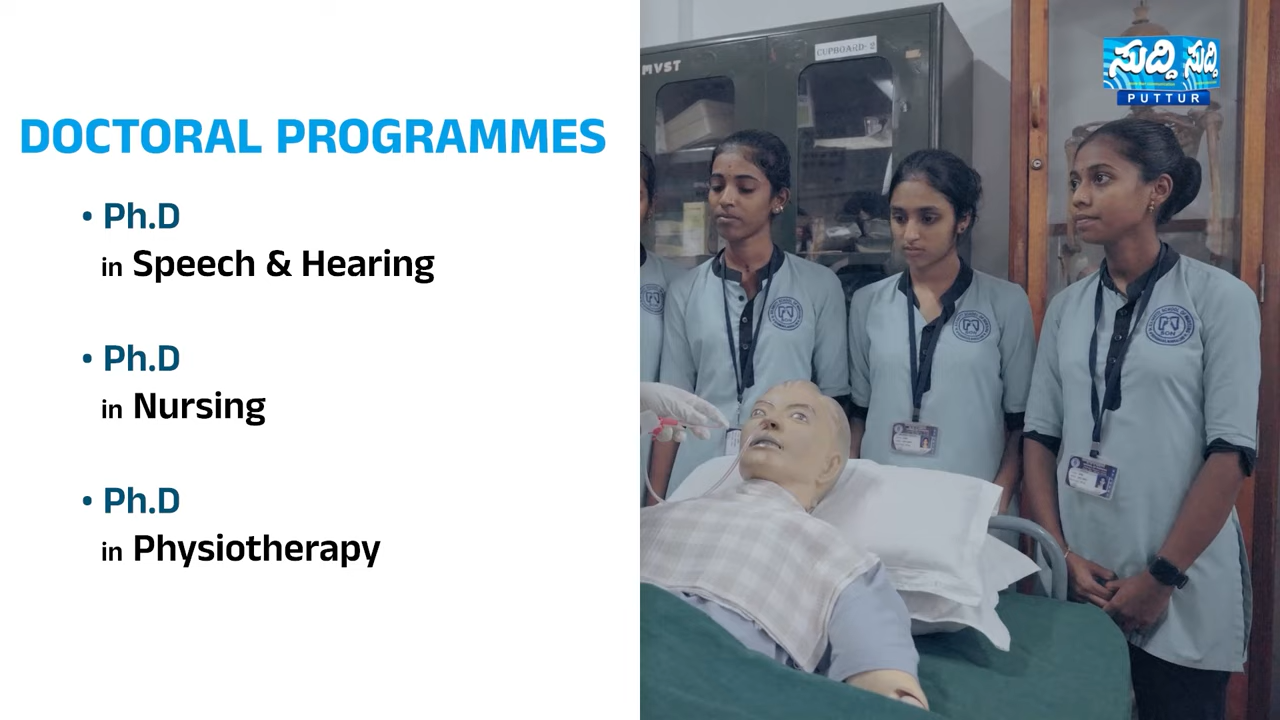 DOCTORAL PROGRAMMES
• Ph.D
in Speech & Hearing
• Ph.D
in Nursing
• Ph.D
in Physiotherapy
MVST
CUPBOARD- 2
ಸುದ್ದಿ ಸುದ್ದಿ
PUTTUR